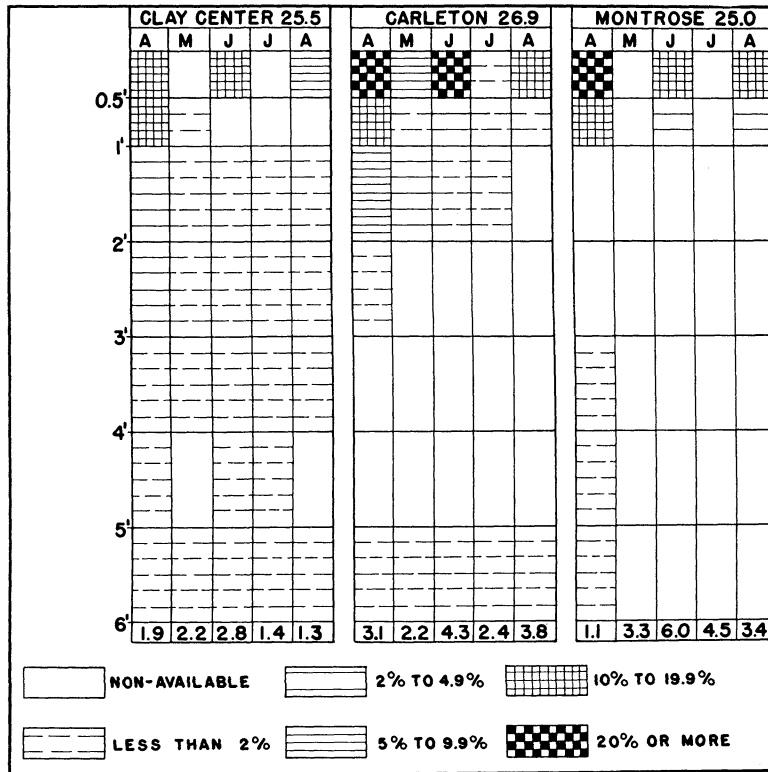 CLAY CENTER 25.5 CARLETON 26.9 MONTROSE 25.0
A M J J A A M J J A A M J J A
0.5'
1'
2'
3'
4'
5'
6'
1.9 2.2 2.8 1.4 1.3 3.1 2.2 4.3 2.4 3.8 1.1 3.3 6.0 4.5 3.4
NON-AVAILABLE 2% TO 4.9% 10% TO 19.9%
LESS THAN 2% 5% TO 9.9% 20% OR MORE